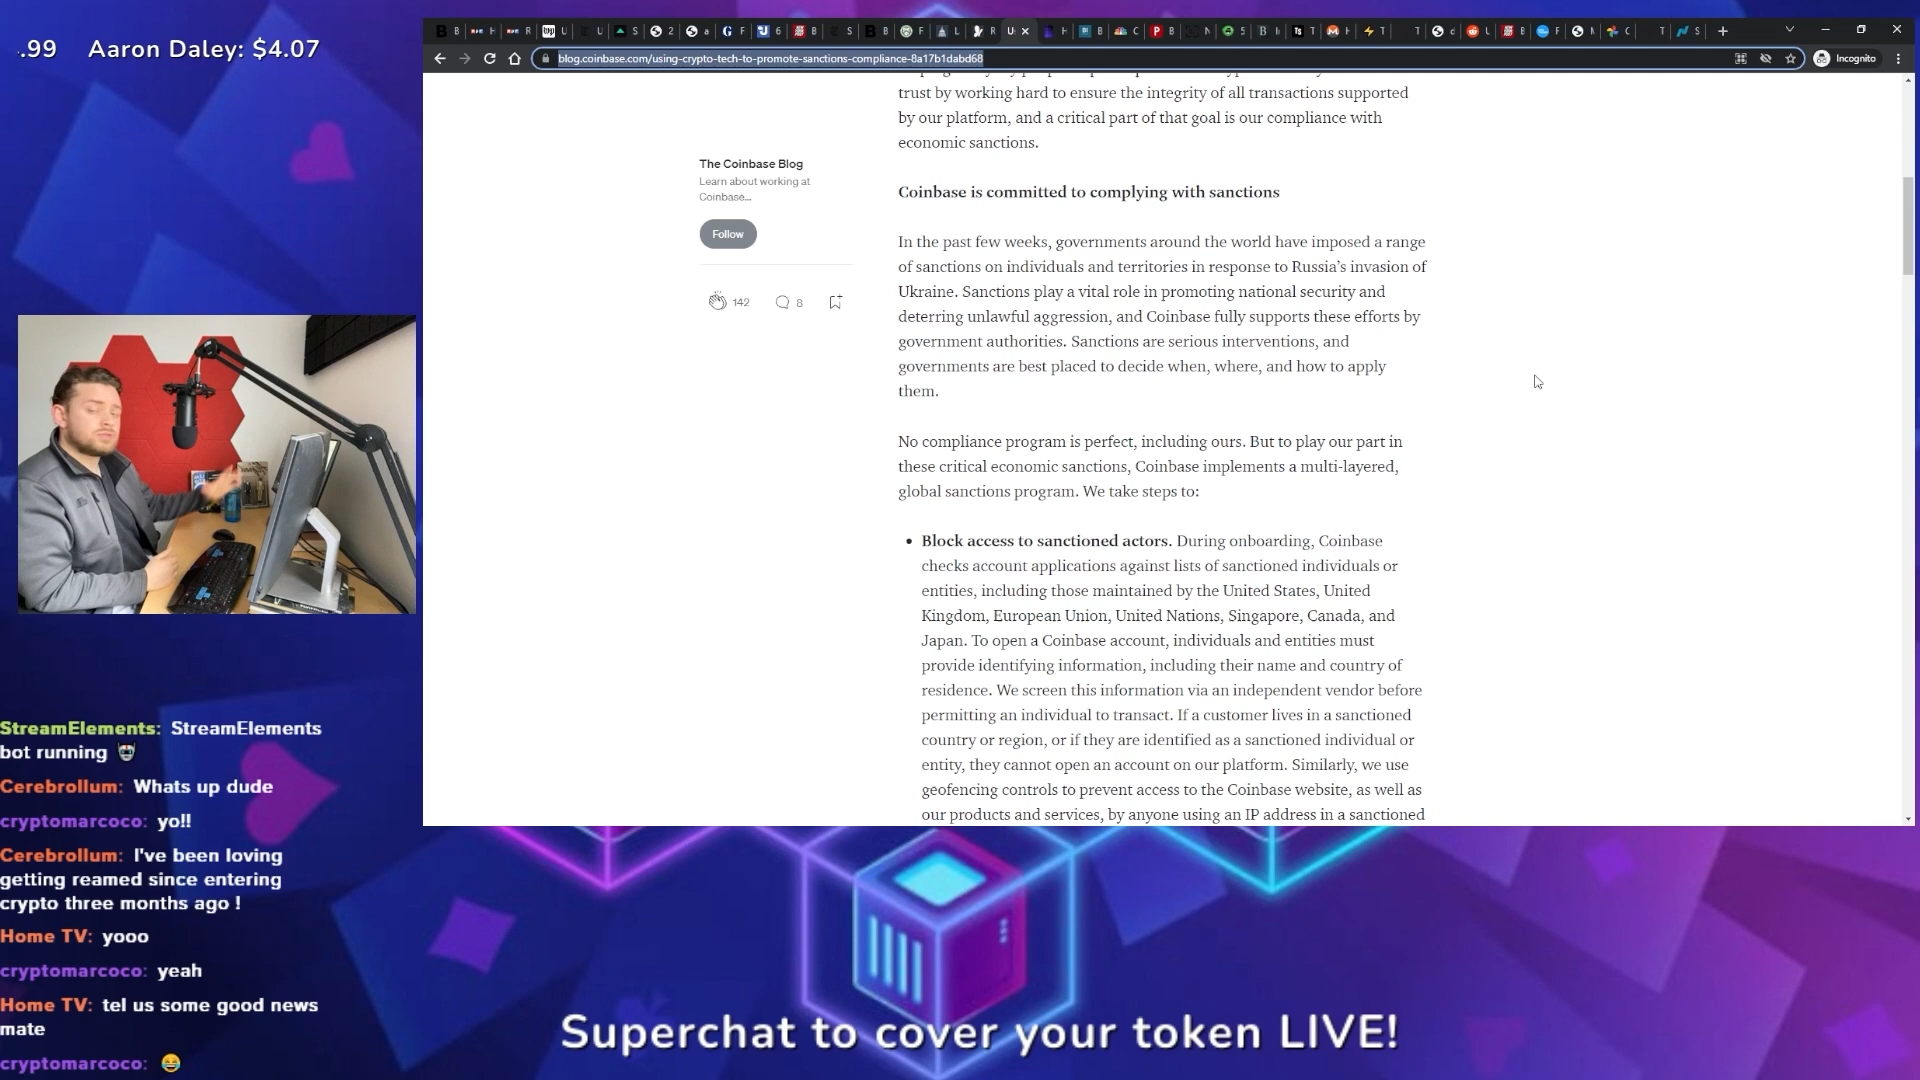 .99 Aaron Daley: $4.07
blog.coinbase.com/using-crypto-tech-to-promote-sanctions-compliance-8a17b1dabd68
Incognito
trust by working hard to ensure the integrity of all transactions supported
by our platform, and a critical part of that goal is our compliance with
economic sanctions.
The Coinbase Blog
Learn about working at
Coinbase...
Follow
142
8
Coinbase is committed to complying with sanctions
In the past few weeks, governments around the world have imposed a range
of sanctions on individuals and territories in response to Russia’s invasion of
Ukraine. Sanctions play a vital role in promoting national security and
deterring unlawful aggression, and Coinbase fully supports these efforts by
government authorities. Sanctions are serious interventions, and
governments are best placed to decide when, where, and how to apply
them.
No compliance program is perfect, including ours. But to play our part in
these critical economic sanctions, Coinbase implements a multi-layered,
global sanctions program. We take steps to:
• Block access to sanctioned actors. During onboarding, Coinbase
checks account applications against lists of sanctioned individuals or
entities, including those maintained by the United States, United
Kingdom, European Union, United Nations, Singapore, Canada, and
Japan. To open a Coinbase account, individuals and entities must
provide identifying information, including their name and country of
residence. We screen this information via an independent vendor before
permitting an individual to transact. If a customer lives in a sanctioned
country or region, or if they are identified as a sanctioned individual or
entity, they cannot open an account on our platform. Similarly, we use
geofencing controls to prevent access to the Coinbase website, as well as
our products and services, by anyone using an IP address in a sanctioned
StreamElements: StreamElements
bot running
Cerebrollum: Whats up dude
cryptomarcoco: yo!!
Cerebrollum: I've been loving
getting reamed since entering
crypto three months ago !
Home TV: yooo
cryptomarcoco: yeah
Home TV: tel us some good news
mate
cryptomarcoco: 😂
Superchat to cover your token LIVE!